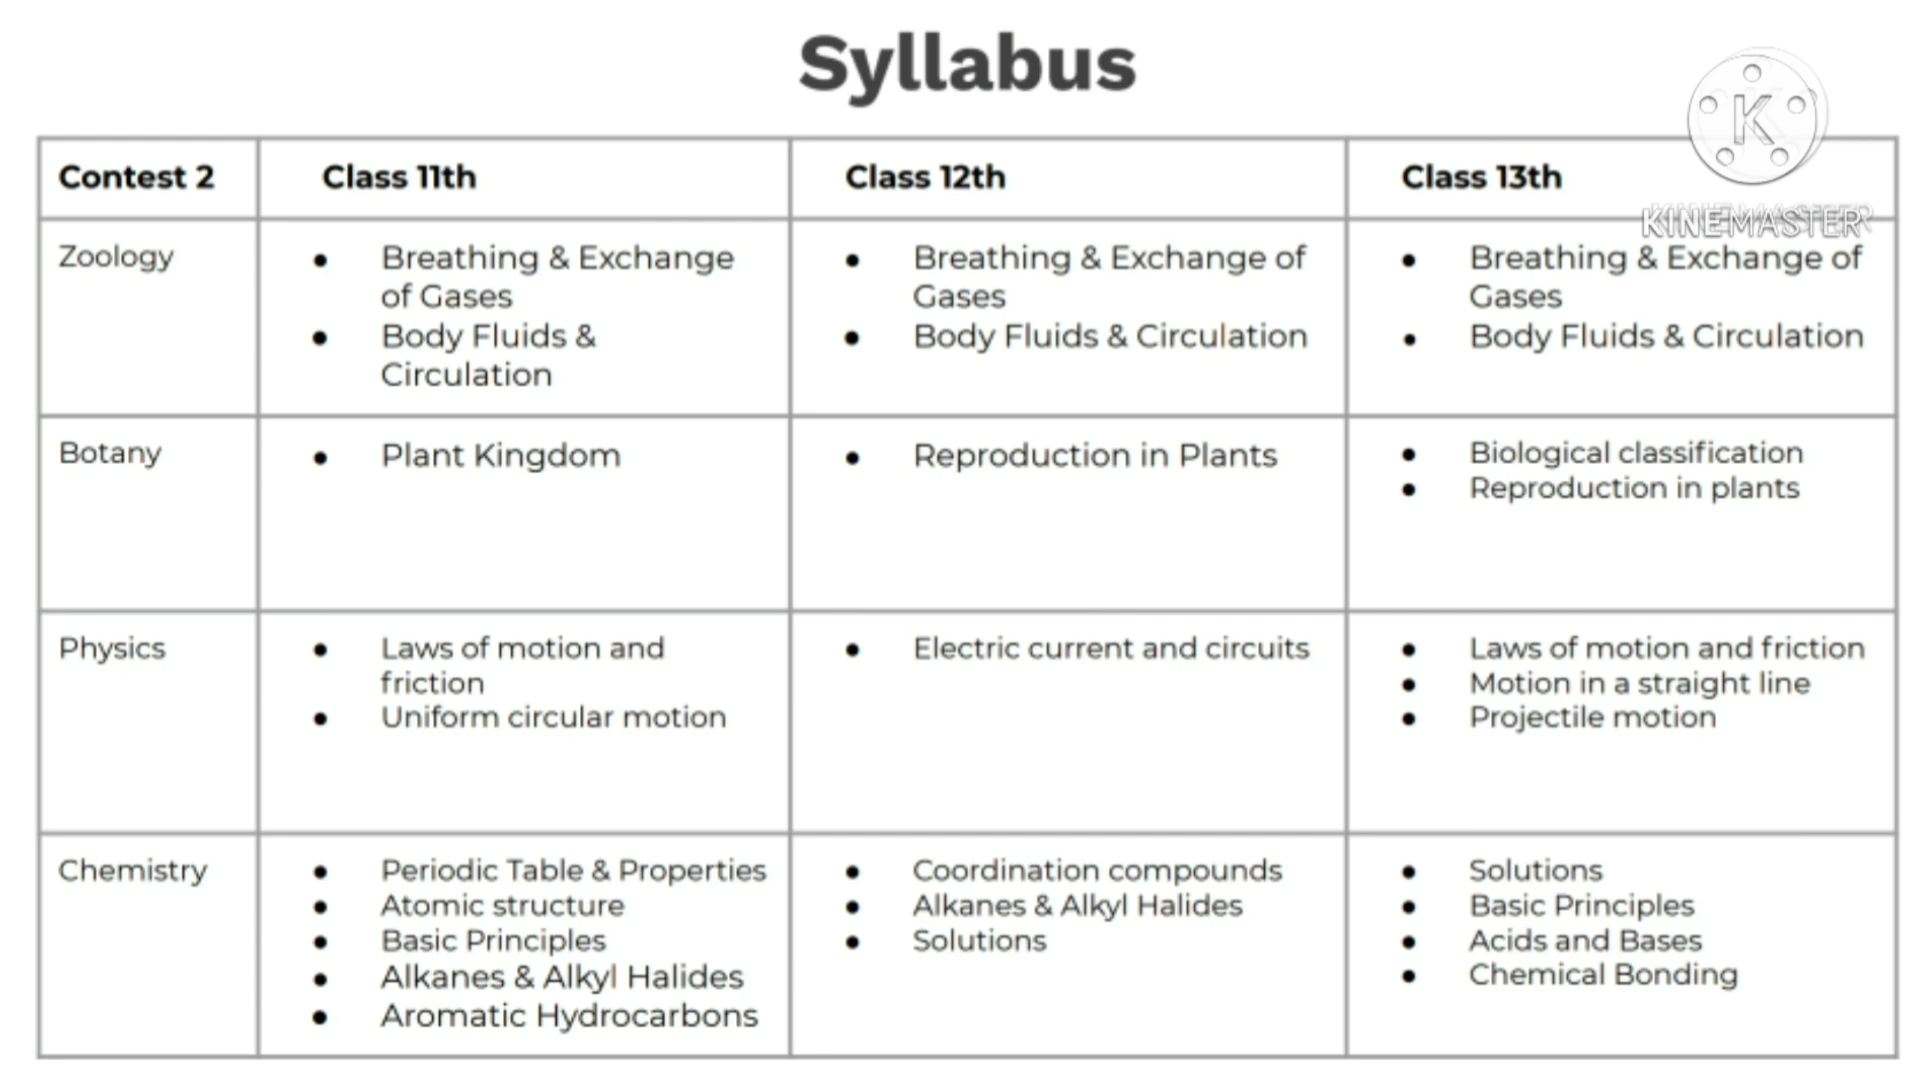 Syllabus
K
KINEMASTER
Contest 2
Class 11th
Class 12th
Class 13th
Zoology
● Breathing & Exchange
of Gases
● Body Fluids &
Circulation
● Breathing & Exchange of
Gases
● Body Fluids & Circulation
● Breathing & Exchange of
Gases
● Body Fluids & Circulation
Botany
● Plant Kingdom
● Reproduction in Plants
● Biological classification
● Reproduction in plants
Physics
● Laws of motion and
friction
● Uniform circular motion
● Electric current and circuits
● Laws of motion and friction
● Motion in a straight line
● Projectile motion
Chemistry
● Periodic Table & Properties
● Atomic structure
● Basic Principles
● Alkanes & Alkyl Halides
● Aromatic Hydrocarbons
● Coordination compounds
● Alkanes & Alkyl Halides
● Solutions
● Solutions
● Basic Principles
● Acids and Bases
● Chemical Bonding